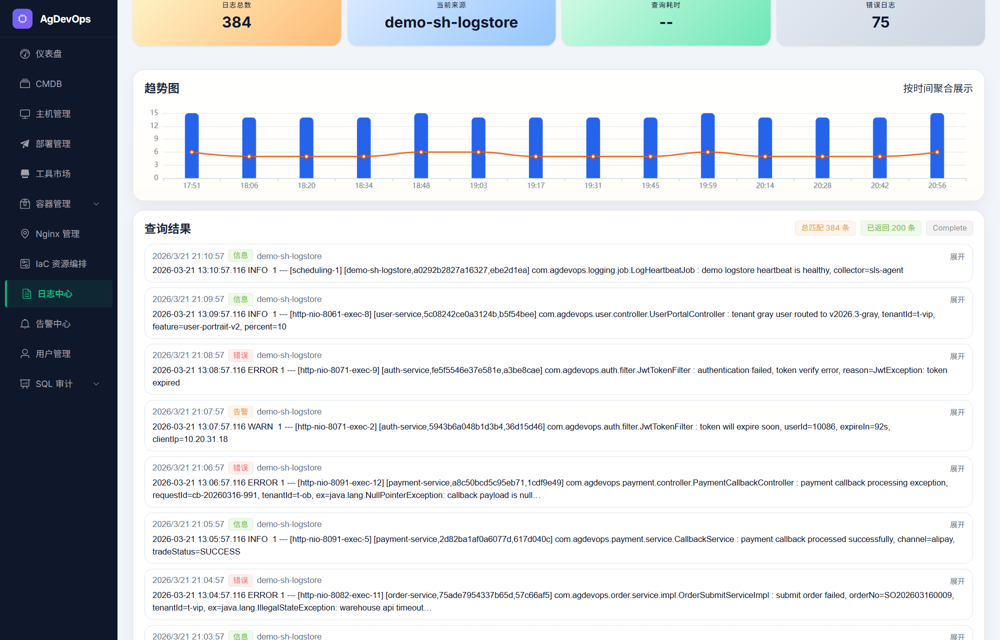 AgDevOps
仪表盘
CMDB
主机管理
部署管理
工具市场
容器管理
Nginx 管理
IaC 资源编排
日志中心
告警中心
用户管理
SQL 审计
日志总数
384
当前来源
demo-sh-logstore
查询耗时
--
错误日志
75
趋势图
按时间聚合展示
15
12
9
6
3
0
17:51 18:06 18:20 18:34 18:48 19:03 19:17 19:31 19:45 19:59 20:14 20:28 20:42 20:56
查询结果
总匹配 384 条 已返回 200 条 Complete
2026/3/21 21:10:57 信息 demo-sh-logstore 展开
2026-03-21 13:10:57.116 INFO 1 --- [scheduling-1] [demo-sh-logstore,a0292b2827a16327,ebe2d1ea] com.agdevops.logging.job.LogHeartbeatJob : demo logstore heartbeat is healthy, collector=sls-agent
2026/3/21 21:09:57 信息 demo-sh-logstore 展开
2026-03-21 13:09:57.116 INFO 1 --- [http-nio-8061-exec-8] [user-service,5c08242ce0a3124b,b5f54bee] com.agdevops.user.controller.UserPortalController : tenant gray user routed to v2026.3-gray, tenantId=t-vip,
feature=user-portrait-v2, percent=10
2026/3/21 21:08:57 错误 demo-sh-logstore 展开
2026-03-21 13:08:57.116 ERROR 1 --- [http-nio-8071-exec-9] [auth-service,fe5f5546e37e581e,a3be8cae] com.agdevops.auth.filter.JwtTokenFilter : authentication failed, token verify error, reason=JwtException: token
expired
2026/3/21 21:07:57 告警 demo-sh-logstore 展开
2026-03-21 13:07:57.116 WARN 1 --- [http-nio-8071-exec-2] [auth-service,5943b6a048b1d3b4,36d15d46] com.agdevops.auth.filter.JwtTokenFilter : token will expire soon, userId=10086, expireIn=92s,
clientIp=10.20.31.18
2026/3/21 21:06:57 错误 demo-sh-logstore 展开
2026-03-21 13:06:57.116 ERROR 1 --- [http-nio-8091-exec-12] [payment-service,a8c50bcd5c95eb71,1cdf9e49] com.agdevops.payment.controller.PaymentCallbackController : payment callback processing exception,
requestId=cb-20260316-991, tenantId=t-ob, ex=java.lang.NullPointerException: callback payload is null…
2026/3/21 21:05:57 信息 demo-sh-logstore 展开
2026-03-21 13:05:57.116 INFO 1 --- [http-nio-8091-exec-5] [payment-service,2d82ba1af0a6077d,617d040c] com.agdevops.payment.service.CallbackService : payment callback processed successfully, channel=alipay,
tradeStatus=SUCCESS
2026/3/21 21:04:57 错误 demo-sh-logstore 展开
2026-03-21 13:04:57.116 ERROR 1 --- [http-nio-8082-exec-11] [order-service,75ade7954337b65d,57c66af5] com.agdevops.order.service.impl.OrderSubmitServiceImpl : submit order failed, orderNo=SO202603160009,
tenantId=t-vip, ex=java.lang.IllegalStateException: warehouse api timeout…
2026/3/21 21:03:57 信息 demo-sh-logstore 展开